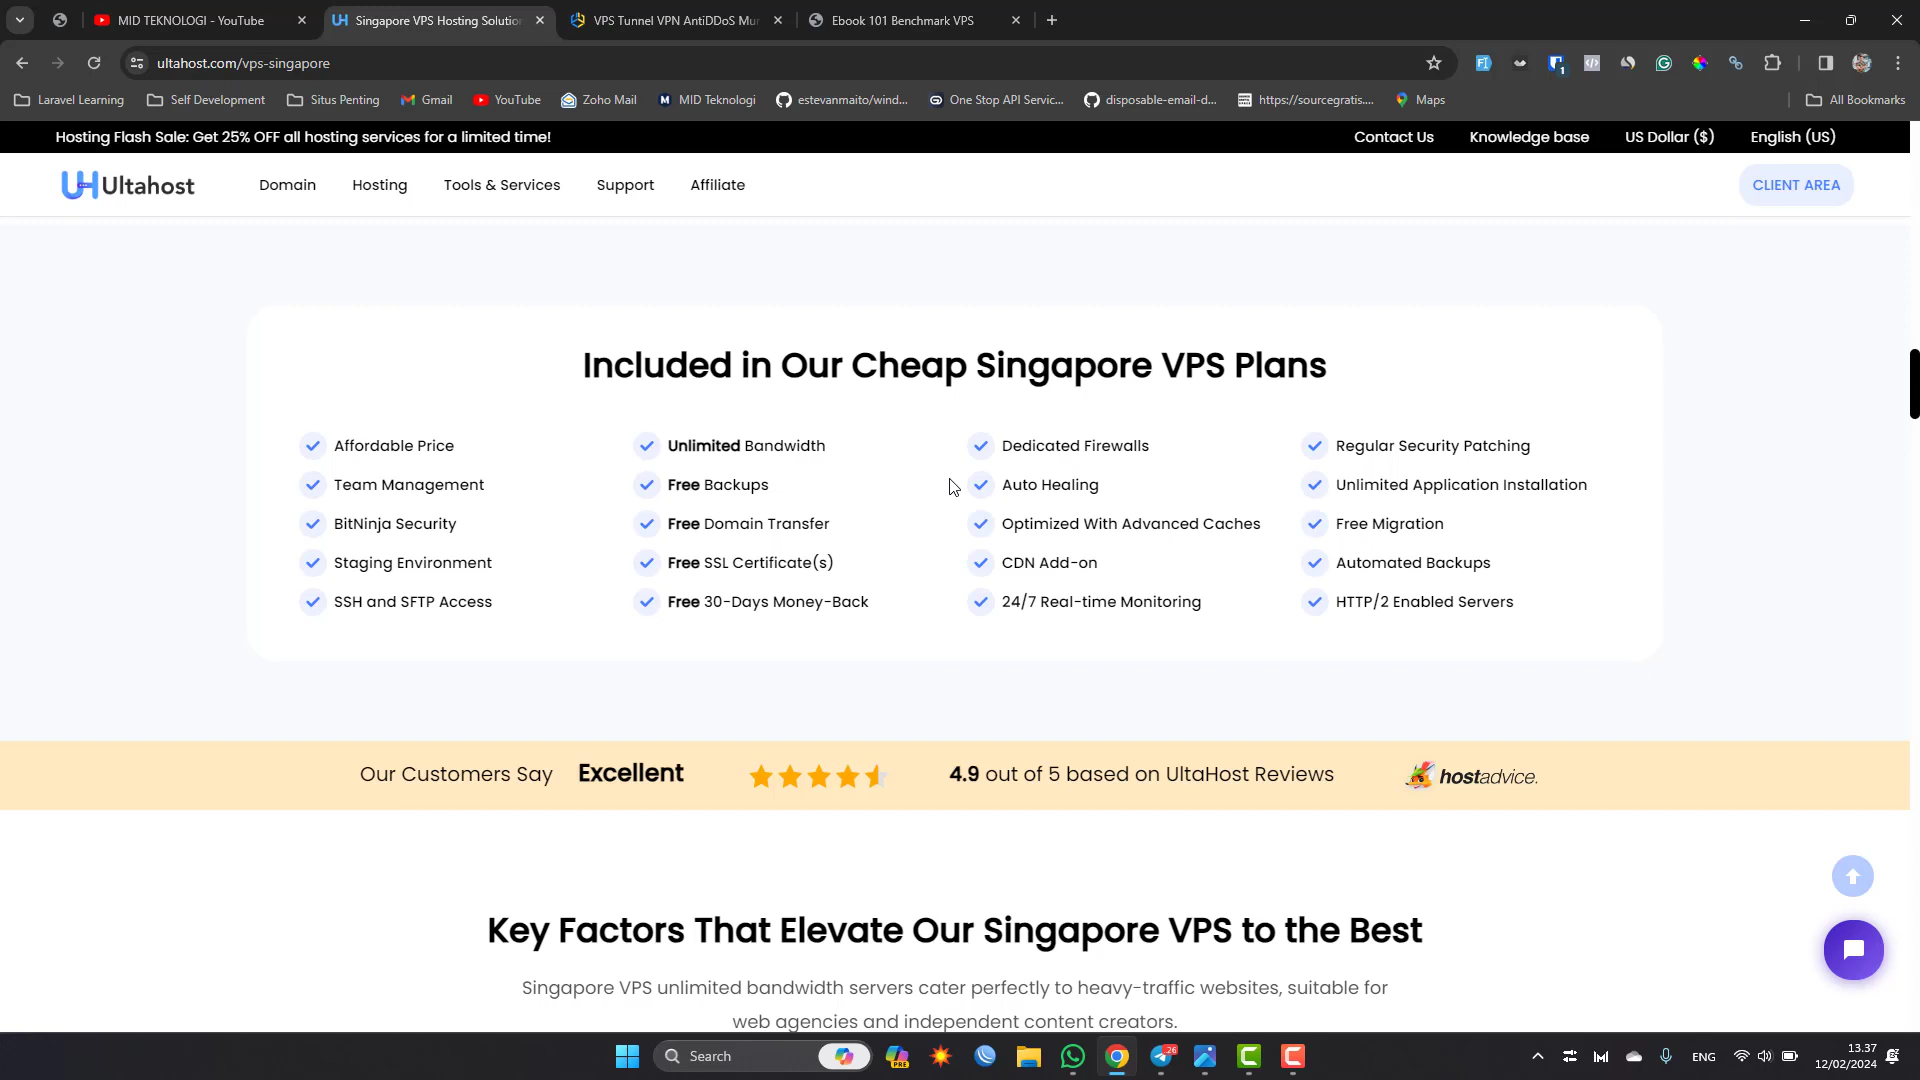 MID TEKNOLOGI - YouTube
Singapore VPS Hosting Solutio
VPS Tunnel VPN AntiDDoS Mur
Ebook 101 Benchmark VPS
ultahost.com/vps-singapore
Laravel Learning
Self Development
Situs Penting
Gmail
YouTube
Zoho Mail
MID Teknologi
estevanmaito/wind...
One Stop API Servic...
disposable-email-d...
https://sourcegratis....
Maps
All Bookmarks
Hosting Flash Sale: Get 25% OFF all hosting services for a limited time!
Contact Us
Knowledge base
US Dollar ($)
English (US)
Ultahost
Domain
Hosting
Tools & Services
Support
Affiliate
CLIENT AREA
Included in Our Cheap Singapore VPS Plans
Affordable Price
Team Management
BitNinja Security
Staging Environment
SSH and SFTP Access
Unlimited Bandwidth
Free Backups
Free Domain Transfer
Free SSL Certificate(s)
Free 30-Days Money-Back
Dedicated Firewalls
Auto Healing
Optimized With Advanced Caches
CDN Add-on
24/7 Real-time Monitoring
Regular Security Patching
Unlimited Application Installation
Free Migration
Automated Backups
HTTP/2 Enabled Servers
Our Customers Say
Excellent
4.9 out of 5 based on UltaHost Reviews
hostadvice.
Key Factors That Elevate Our Singapore VPS to the Best
Singapore VPS unlimited bandwidth servers cater perfectly to heavy-traffic websites, suitable for
web agencies and independent content creators.
Search
PRE
26
ENG
13.37
12/02/2024